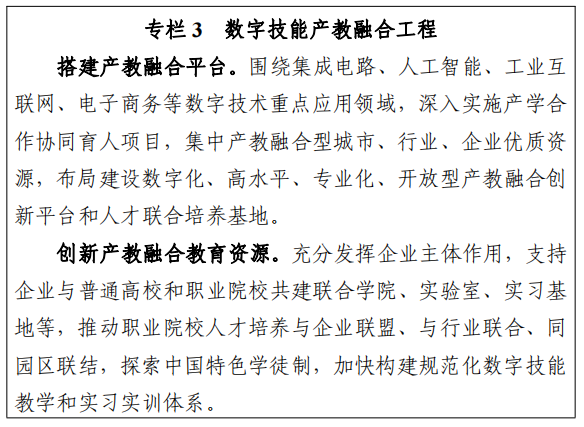 专栏 3 数字技能产教融合工程
搭建产教融合平台。围绕集成电路、人工智能、工业互
联网、电子商务等数字技术重点应用领域，深入实施产学合
作协同育人项目，集中产教融合型城市、行业、企业优质资
源，布局建设数字化、高水平、专业化、开放型产教融合创
新平台和人才联合培养基地。
创新产教融合教育资源。充分发挥企业主体作用，支持
企业与普通高校和职业院校共建联合学院、实验室、实习基
地等，推动职业院校人才培养与企业联盟、与行业联合、同
园区联结，探索中国特色学徒制，加快构建规范化数字技能
教学和实习实训体系。